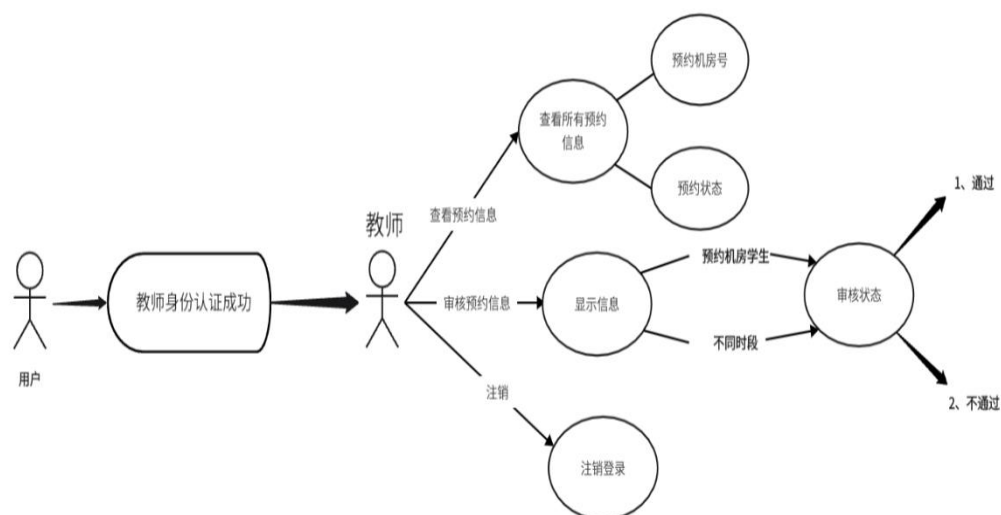 预约机房号
查看所有预约
信息
预约状态
1、通过
教师
查看预约信息
预约机房学生
教师身份认证成功
审核预约信息
显示信息
审核状态
不同时段
用户
注销
2、不通过
注销登录